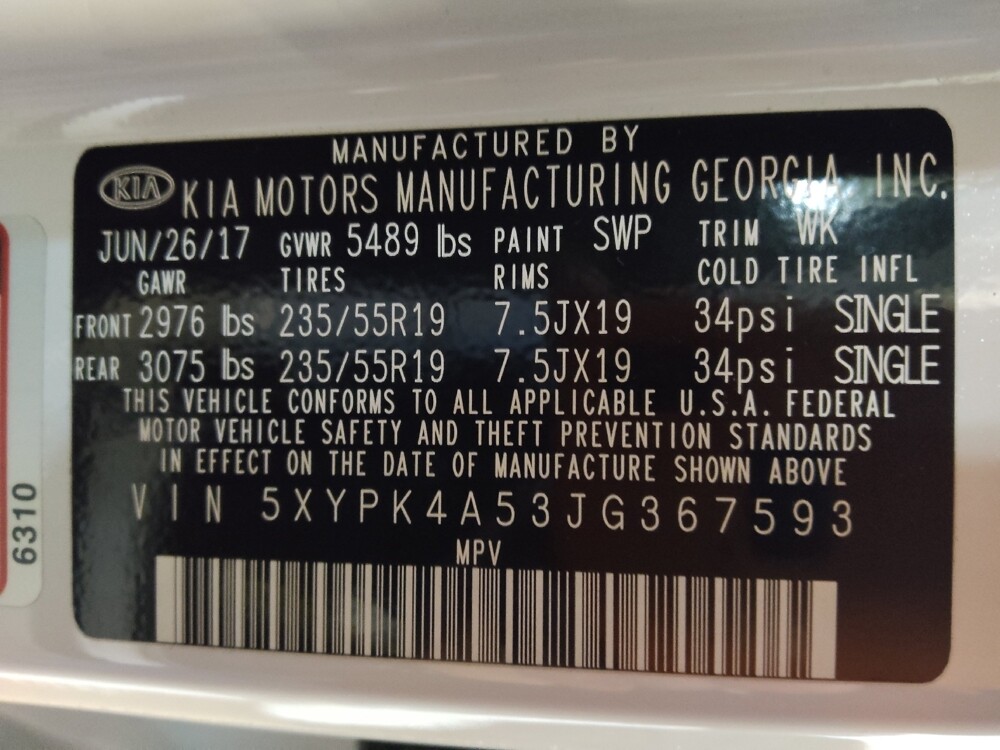 MANUFACTURED BY
KIA KIA MOTORS MANUFACTURING GEORGIA INC.
JUN/26/17 GVWR 5489 lbs PAINT SWP TRIM WK
GAWR TIRES RIMS COLD TIRE INFL
FRONT 2976 lbs 235/55R19 7.5JX19 34psi SINGLE
REAR 3075 lbs 235/55R19 7.5JX19 34psi SINGLE
THIS VEHICLE CONFORMS TO ALL APPLICABLE U.S.A. FEDERAL
MOTOR VEHICLE SAFETY AND THEFT PREVENTION STANDARDS
IN EFFECT ON THE DATE OF MANUFACTURE SHOWN ABOVE
VIN 5XYPK4A53JG367593
MPV
6310